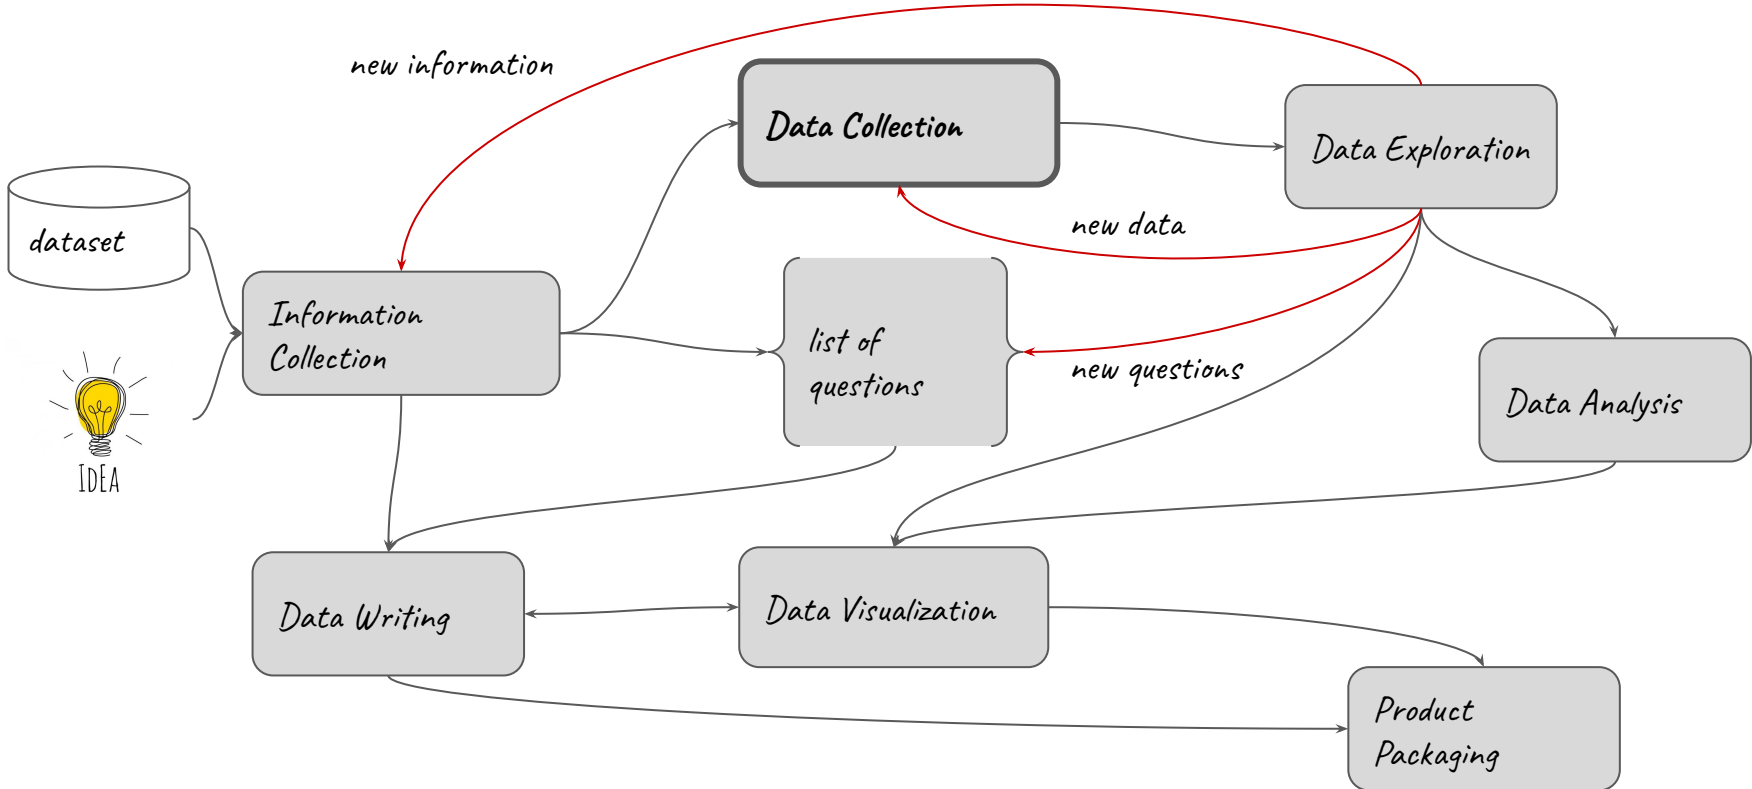 new information
Data Collection
Data Exploration
dataset
new data
Information
Collection
list of
questions
new questions
Data Analysis
IDEA
Data Writing
Data Visualization
Product
Packaging